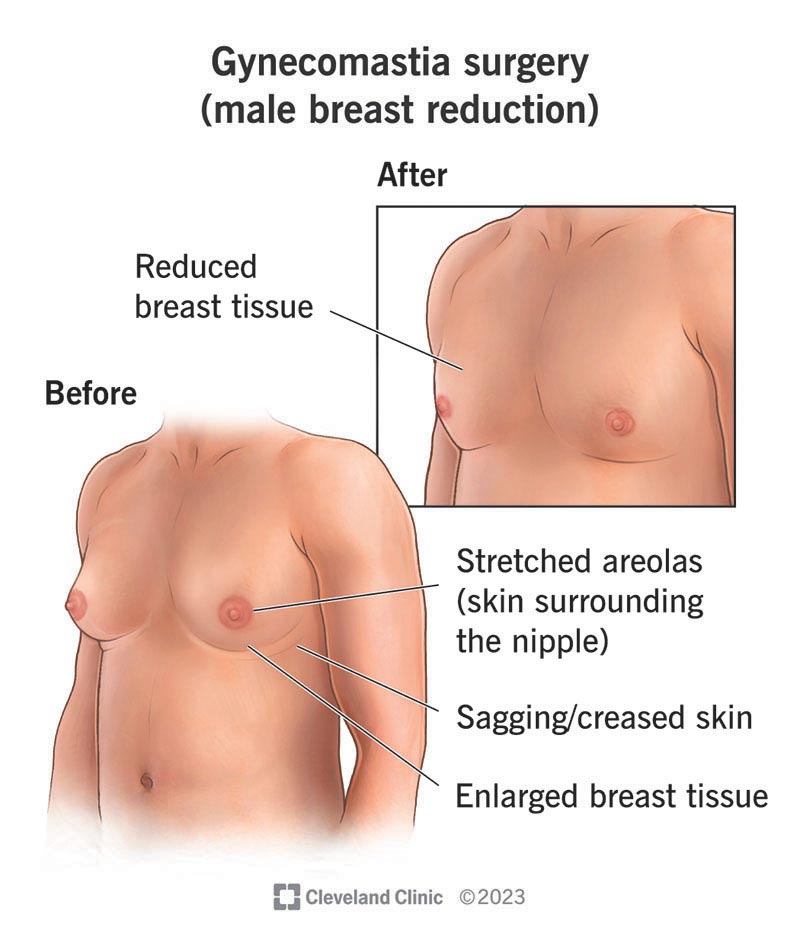 Gynecomastia surgery
(male breast reduction)
After
Reduced
breast tissue
Before
Stretched areolas
(skin surrounding
the nipple)
Sagging/creased skin
Enlarged breast tissue
Cleveland Clinic ©2023